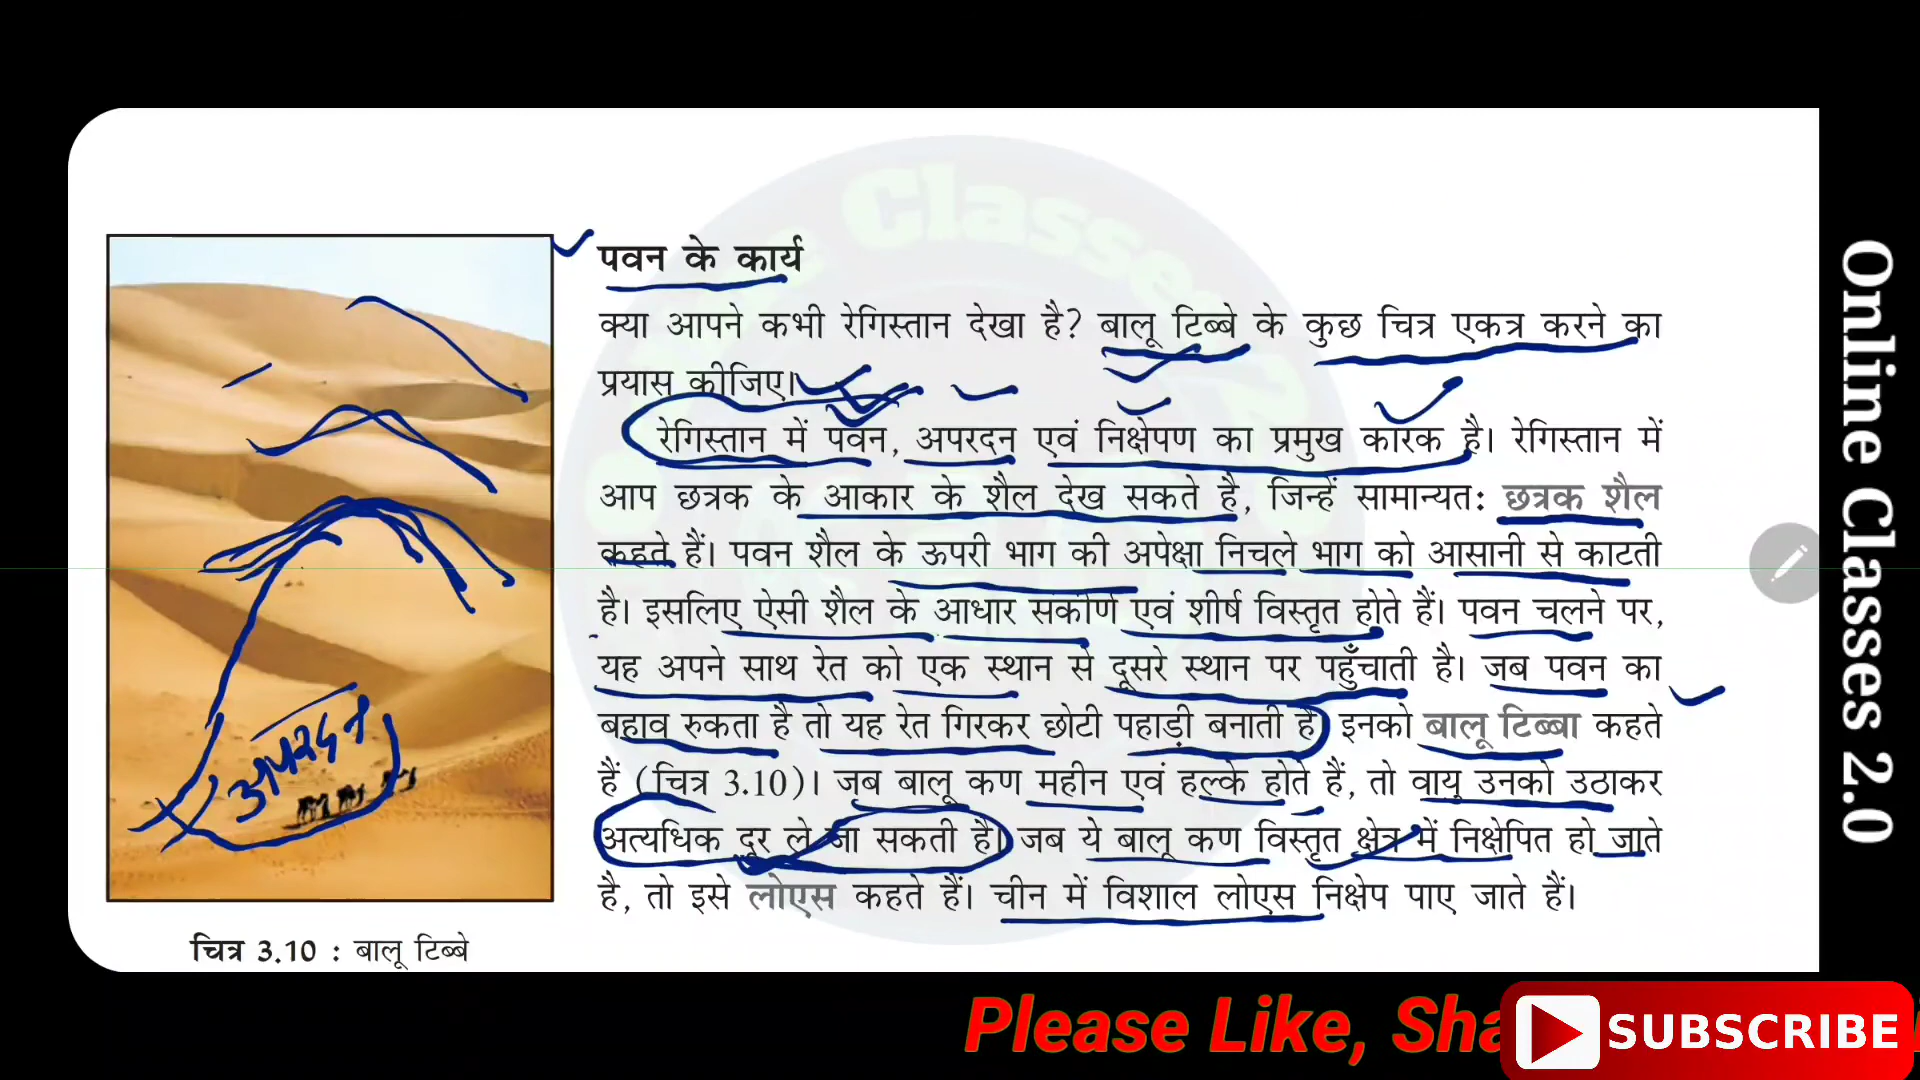 पवन के कार्य
क्या आपने कभी रेगिस्तान देखा है? बालू टिब्बे के कुछ चित्र एकत्र करने का
प्रयास कीजिए।
रेगिस्तान में पवन, अपरदन एवं निक्षेपण का प्रमुख कारक है। रेगिस्तान में
आप छत्रक के आकार के शैल देख सकते है, जिन्हें सामान्यतः छत्रक शैल
कहते हैं। पवन शैल के ऊपरी भाग की अपेक्षा निचले भाग को आसानी से काटती
है। इसलिए ऐसी शैल के आधार सकीर्ण एवं शीर्ष विस्तृत होते हैं। पवन चलने पर,
यह अपने साथ रेत को एक स्थान से दूसरे स्थान पर पहुँचाती है। जब पवन का
बहाव रुकता है तो यह रेत गिरकर छोटी पहाड़ी बनाती है। इनको बालू टिब्बा कहते
हैं (चित्र 3.10)। जब बालू कण महीन एवं हल्के होते हैं, तो वायु उनको उठाकर
अत्यधिक दूर ले जा सकती है। जब ये बालू कण विस्तृत क्षेत्र में निक्षेपित हो जाते
है, तो इसे लोएस कहते हैं। चीन में विशाल लोएस निक्षेप पाए जाते हैं।
अपरदन
चित्र 3.10 : बालू टिब्बे
Online Classes 2.0
Please Like, Sha
SUBSCRIBE